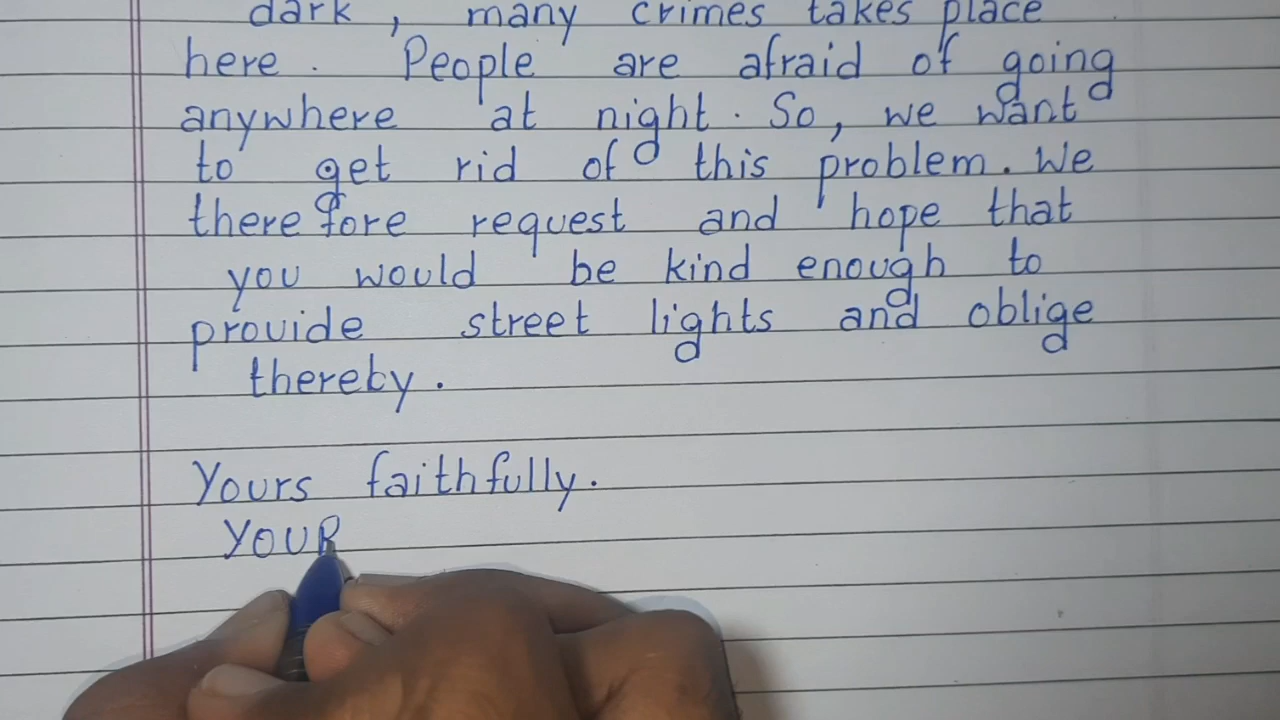 dark, many crimes takes place
here. People are afraid of going
anywhere at night. So, we want
to get rid of this problem. We
therefore request and hope that
you would be kind enough to
provide street lights and oblige
thereby.
Yours faithfully.
YOUR